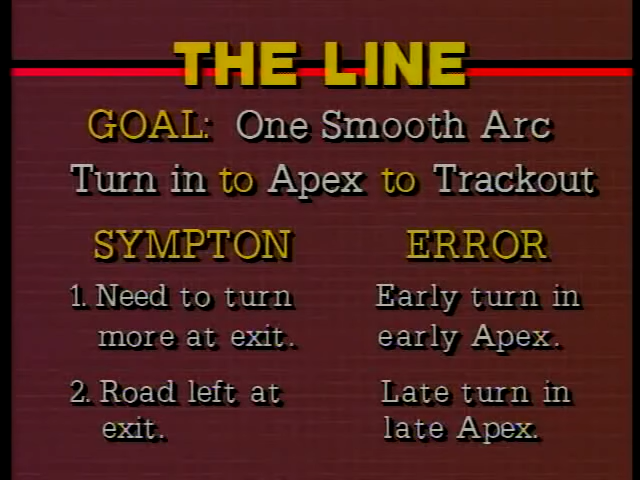 THE LINE
GOAL: One Smooth Arc
Turn in to Apex to Trackout
SYMPTON ERROR
1. Need to turn Early turn in
more at exit. early Apex.
2. Road left at Late turn in
exit. late Apex.